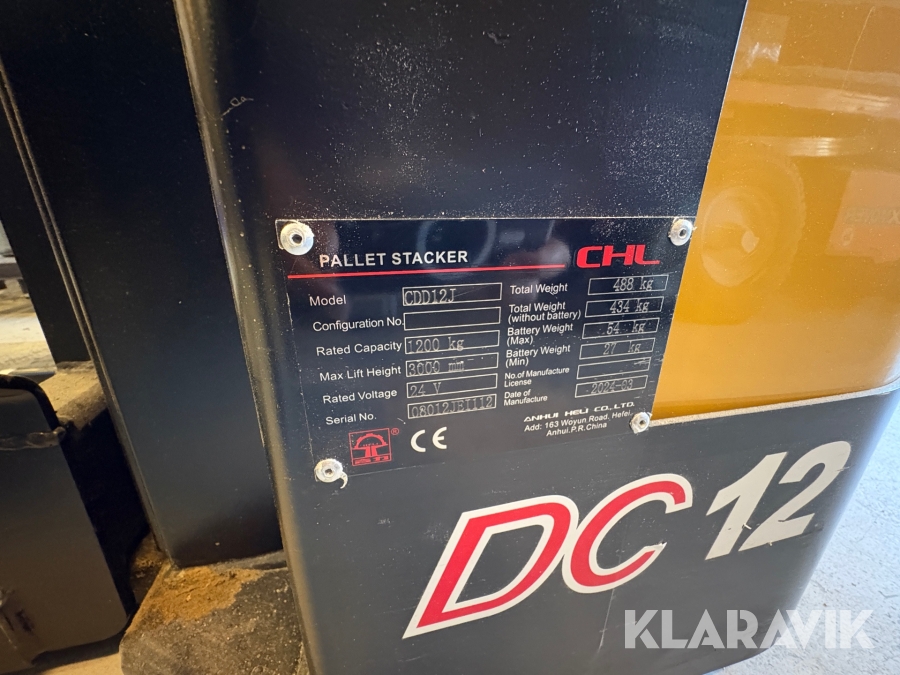 PALLET STACKER
CHL
Model CDD12J
Configuration No.
Rated Capacity 1200 kg
Max Lift Height 3000 mm
Rated Voltage 24 V
Serial No.
Total Weight 488 kg
Total Weight
(without battery) 434 kg
Battery Weight
(Max) 54 kg
Battery Weight
(Min) 27 kg
No.of Manufacture
License
Date of
Manufacture 2024-03
ANHUI HELI CO.,LTD.
Add: 163 Woyun Road, Hefei,
Anhui.P.R.China
®
CE
DC 12
KLARAVIK